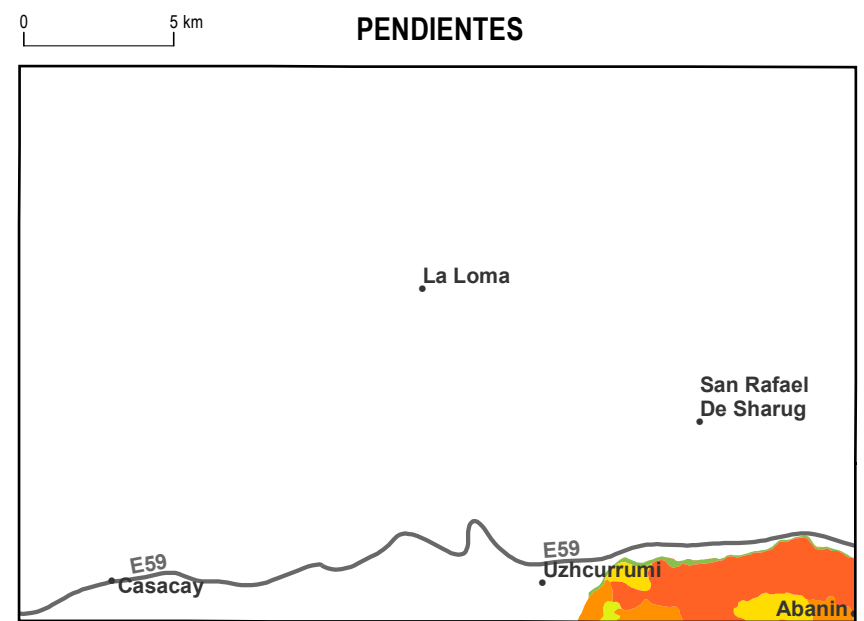 0
5 km
PENDIENTES
La Loma
San Rafael
De Sharug
E59
E59
Uzhcurrumi
Casacay
Abanin